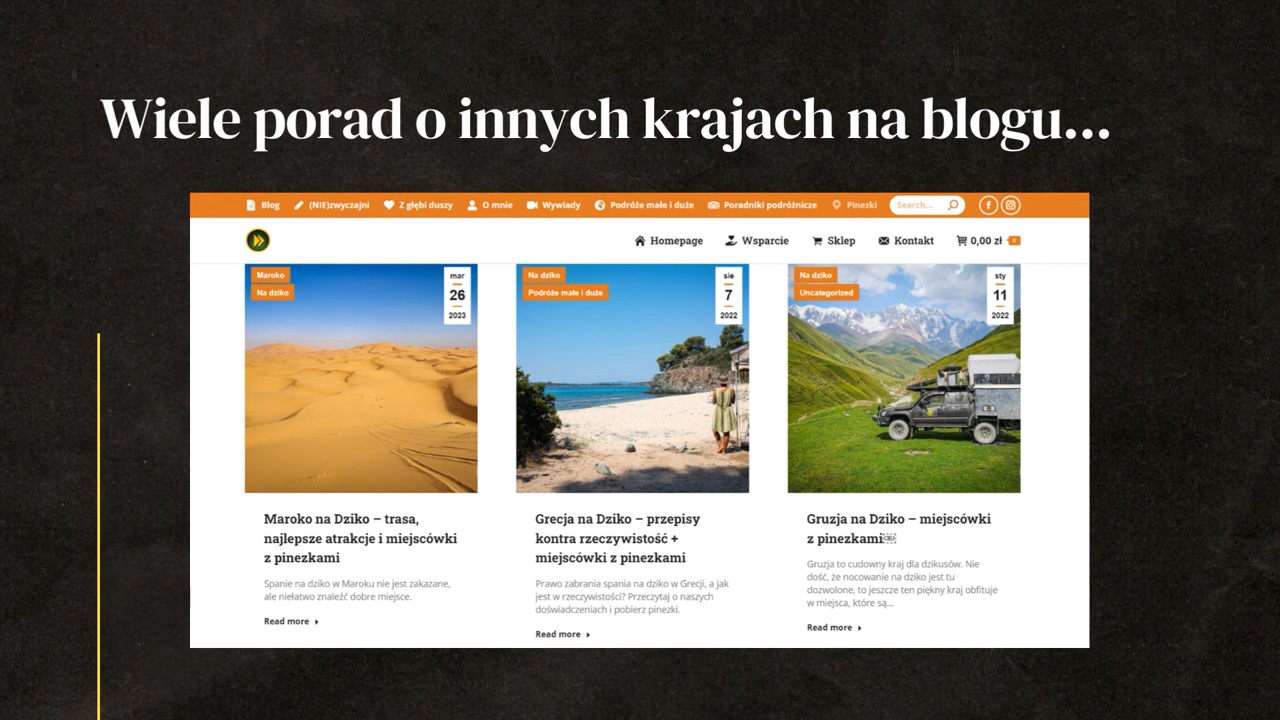 Wiele porad o innych krajach na blogu...
Blog (NIE)zwyczajni Z głębi duszy O mnie Wywiady Podróże małe i duże Poradniki podróżnicze Pinezki Search...
Homepage Wsparcie Sklep Kontakt 0,00 zł 0
Maroko
Na dziko
mar
26
2023
Maroko na Dziko – trasa,
najlepsze atrakcje i miejscówki
z pinezkami
Spanie na dziko w Maroku nie jest zakazane,
ale niełatwo znaleźć dobre miejsce.
Read more
Na dziko
Podróże małe i duże
sie
7
2022
Grecja na Dziko – przepisy
kontra rzeczywistość +
miejscówki z pinezkami
Prawo zabrania spania na dziko w Grecji, a jak
jest w rzeczywistości? Przeczytaj o naszych
doświadczeniach i pobierz pinezki.
Read more
Na dziko
Uncategorized
sty
11
2022
Gruzja na Dziko – miejscówki
z pinezkami￼
Gruzja to cudowny kraj dla dzikusów. Nie
dość, że nocowanie na dziko jest tu
dozwolone, to jeszcze ten piękny kraj obfituje
w miejsca, które są...
Read more